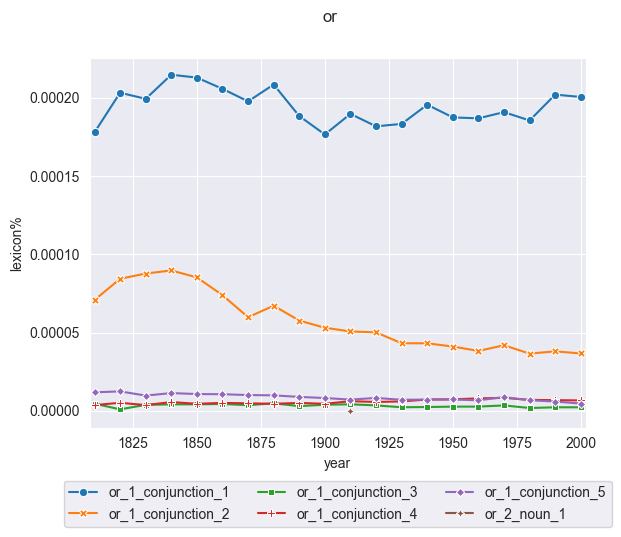 or
0.00020
0.00015
0.00010
0.00005
0.00000
lexicon%
1825 1850 1875 1900 1925 1950 1975 2000
year
or_1_conjunction_1 or_1_conjunction_3 or_1_conjunction_5
or_1_conjunction_2 or_1_conjunction_4 or_2_noun_1